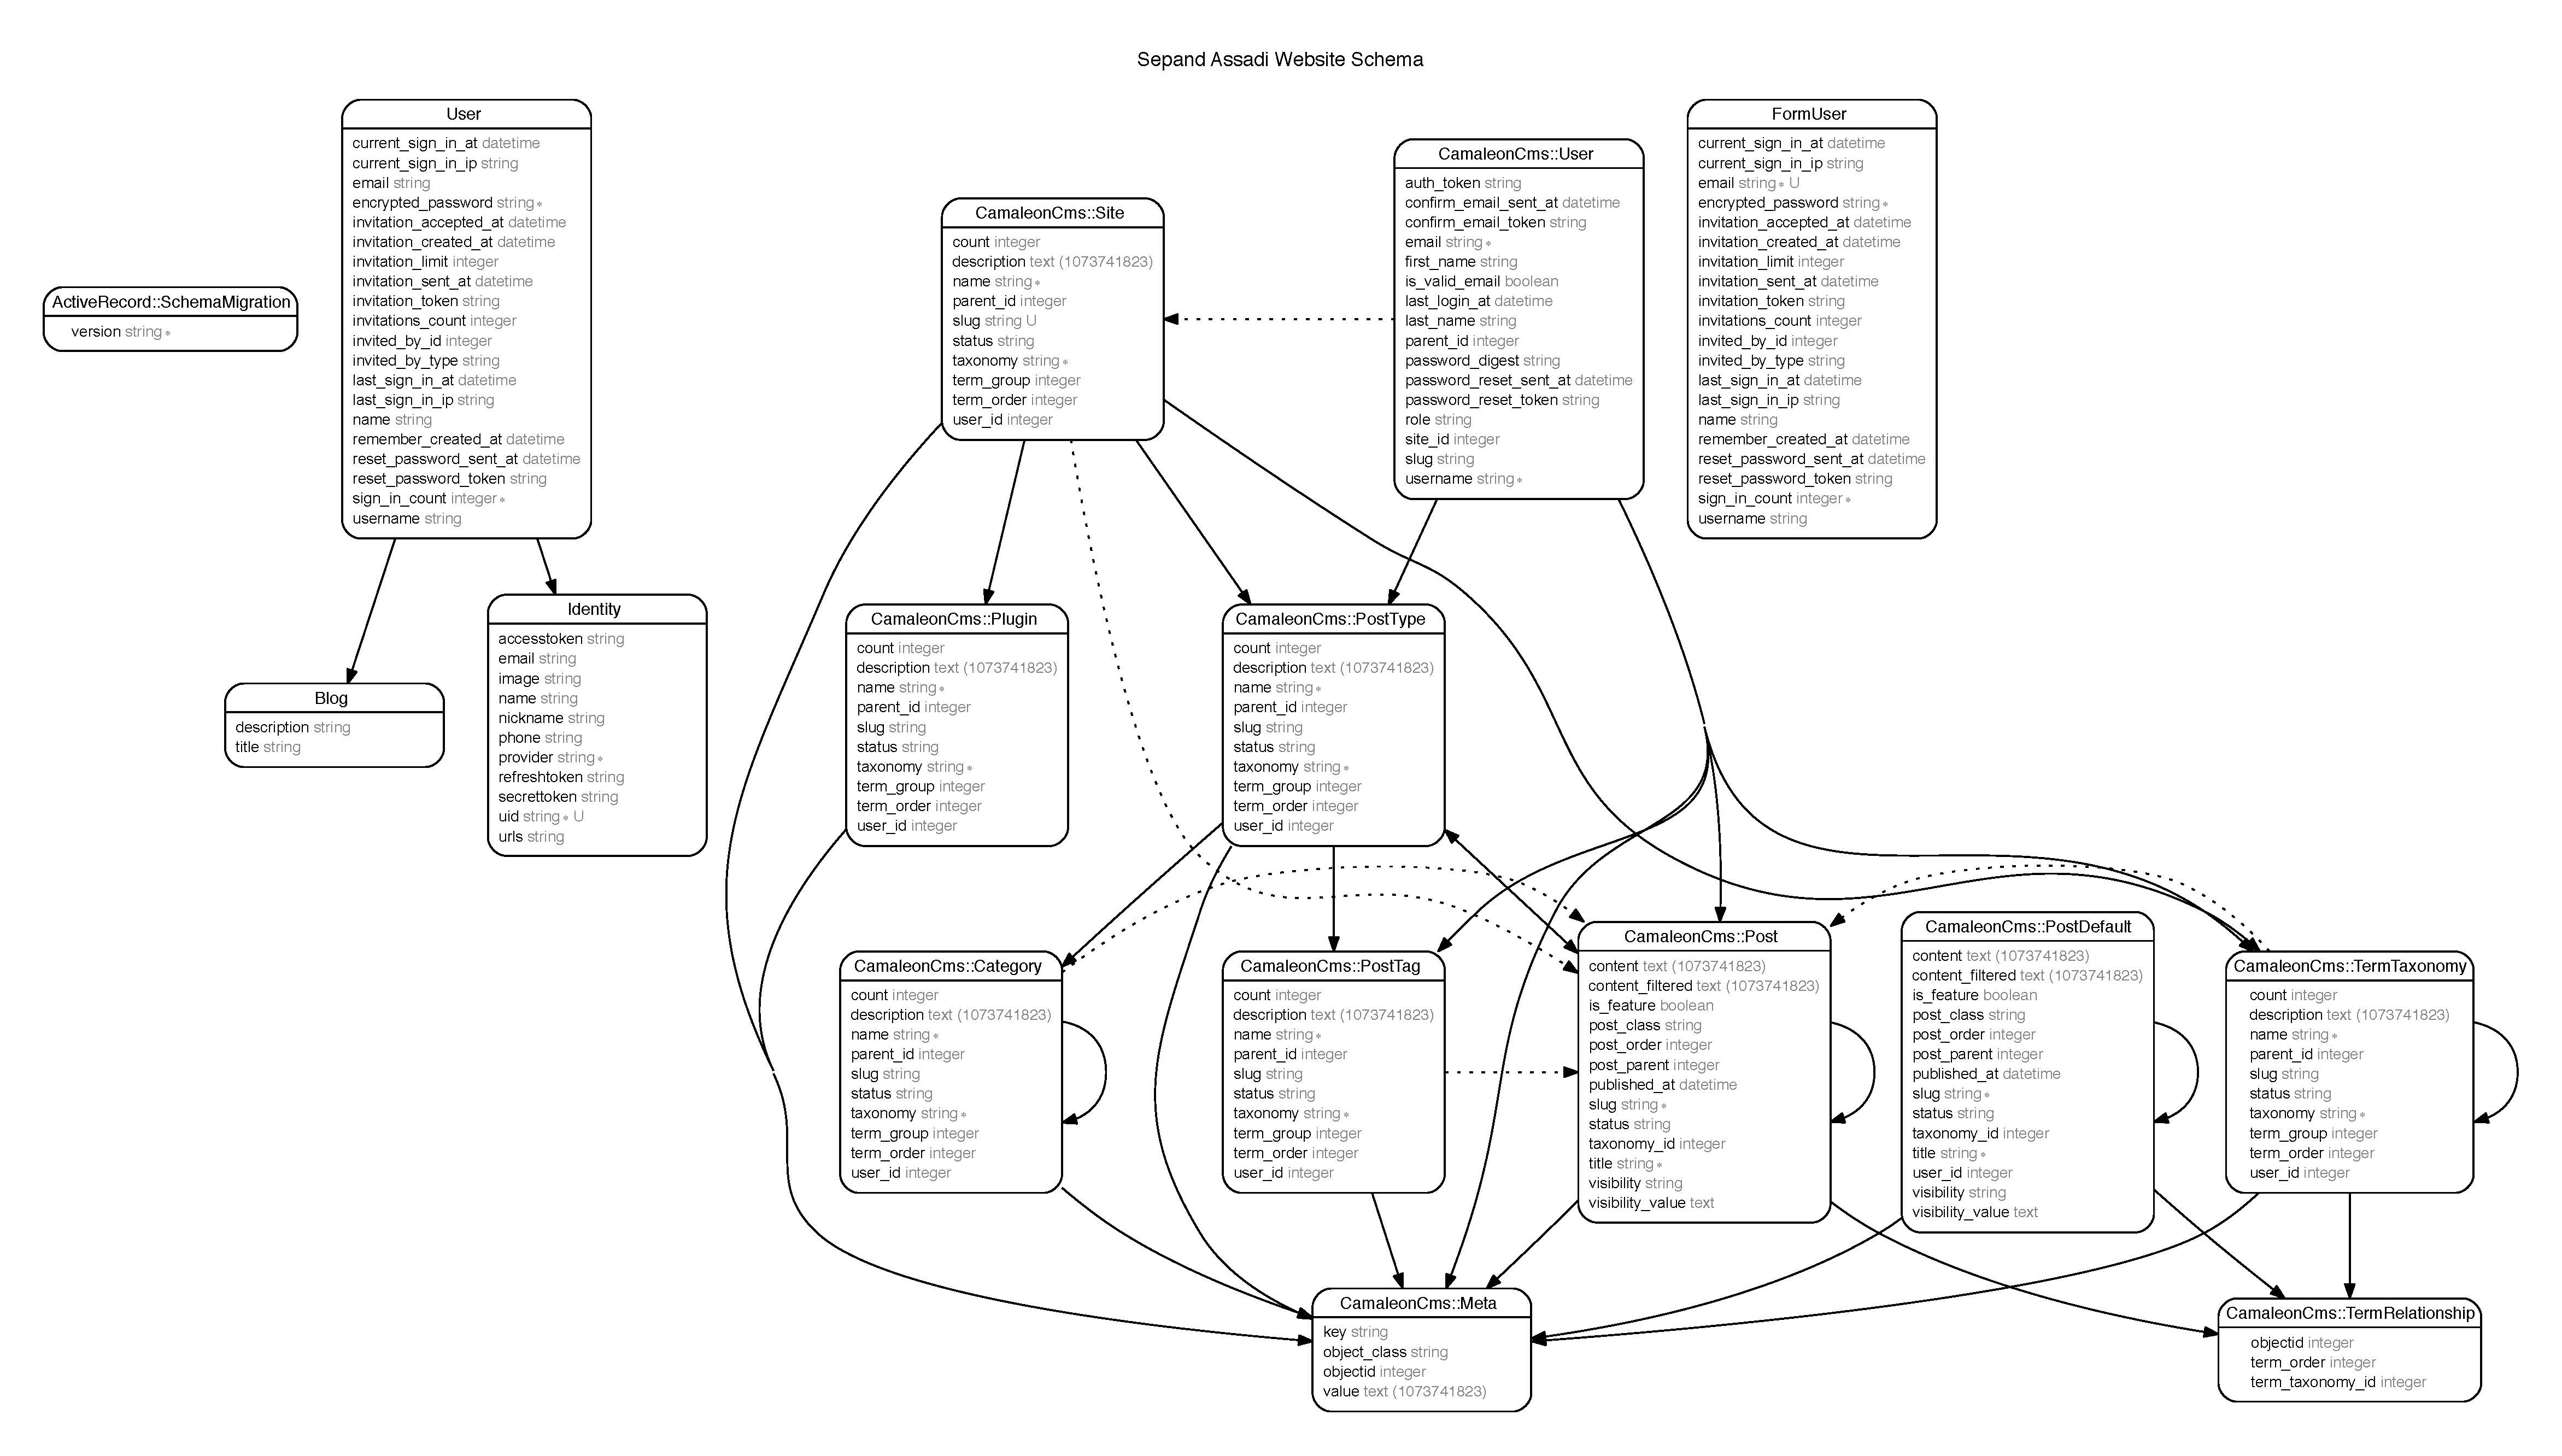 Sepand Assadi Website Schema
ActiveRecord::SchemaMigration
version string *
User
current_sign_in_at datetime
current_sign_in_ip string
email string
encrypted_password string *
invitation_accepted_at datetime
invitation_created_at datetime
invitation_limit integer
invitation_sent_at datetime
invitation_token string
invitations_count integer
invited_by_id integer
invited_by_type string
last_sign_in_at datetime
last_sign_in_ip string
name string
remember_created_at datetime
reset_password_sent_at datetime
reset_password_token string
sign_in_count integer *
username string
CamaleonCms::Site
count integer
description text (1073741823)
name string *
parent_id integer
slug string U
status string
taxonomy string *
term_group integer
term_order integer
user_id integer
CamaleonCms::User
auth_token string
confirm_email_sent_at datetime
confirm_email_token string
email string *
first_name string
is_valid_email boolean
last_login_at datetime
last_name string
parent_id integer
password_digest string
password_reset_sent_at datetime
password_reset_token string
role string
site_id integer
slug string
username string *
FormUser
current_sign_in_at datetime
current_sign_in_ip string
email string * U
encrypted_password string *
invitation_accepted_at datetime
invitation_created_at datetime
invitation_limit integer
invitation_sent_at datetime
invitation_token string
invitations_count integer
invited_by_id integer
invited_by_type string
last_sign_in_at datetime
last_sign_in_ip string
name string
remember_created_at datetime
reset_password_sent_at datetime
reset_password_token string
sign_in_count integer *
username string
Blog
description string
title string
Identity
accesstoken string
email string
image string
name string
nickname string
phone string
provider string *
refreshtoken string
secrettoken string
uid string * U
urls string
CamaleonCms::Plugin
count integer
description text (1073741823)
name string *
parent_id integer
slug string
status string
taxonomy string *
term_group integer
term_order integer
user_id integer
CamaleonCms::PostType
count integer
description text (1073741823)
name string *
parent_id integer
slug string
status string
taxonomy string *
term_group integer
term_order integer
user_id integer
CamaleonCms::Category
count integer
description text (1073741823)
name string *
parent_id integer
slug string
status string
taxonomy string *
term_group integer
term_order integer
user_id integer
CamaleonCms::PostTag
count integer
description text (1073741823)
name string *
parent_id integer
slug string
status string
taxonomy string *
term_group integer
term_order integer
user_id integer
CamaleonCms::Post
content text (1073741823)
content_filtered text (1073741823)
is_feature boolean
post_class string
post_order integer
post_parent integer
published_at datetime
slug string *
status string
taxonomy_id integer
title string *
visibility string
visibility_value text
CamaleonCms::PostDefault
content text (1073741823)
content_filtered text (1073741823)
is_feature boolean
post_class string
post_order integer
post_parent integer
published_at datetime
slug string *
status string
taxonomy_id integer
title string *
user_id integer
visibility string
visibility_value text
CamaleonCms::TermTaxonomy
count integer
description text (1073741823)
name string *
parent_id integer
slug string
status string
taxonomy string *
term_group integer
term_order integer
user_id integer
CamaleonCms::Meta
key string
object_class string
objectid integer
value text (1073741823)
CamaleonCms::TermRelationship
objectid integer
term_order integer
term_taxonomy_id integer